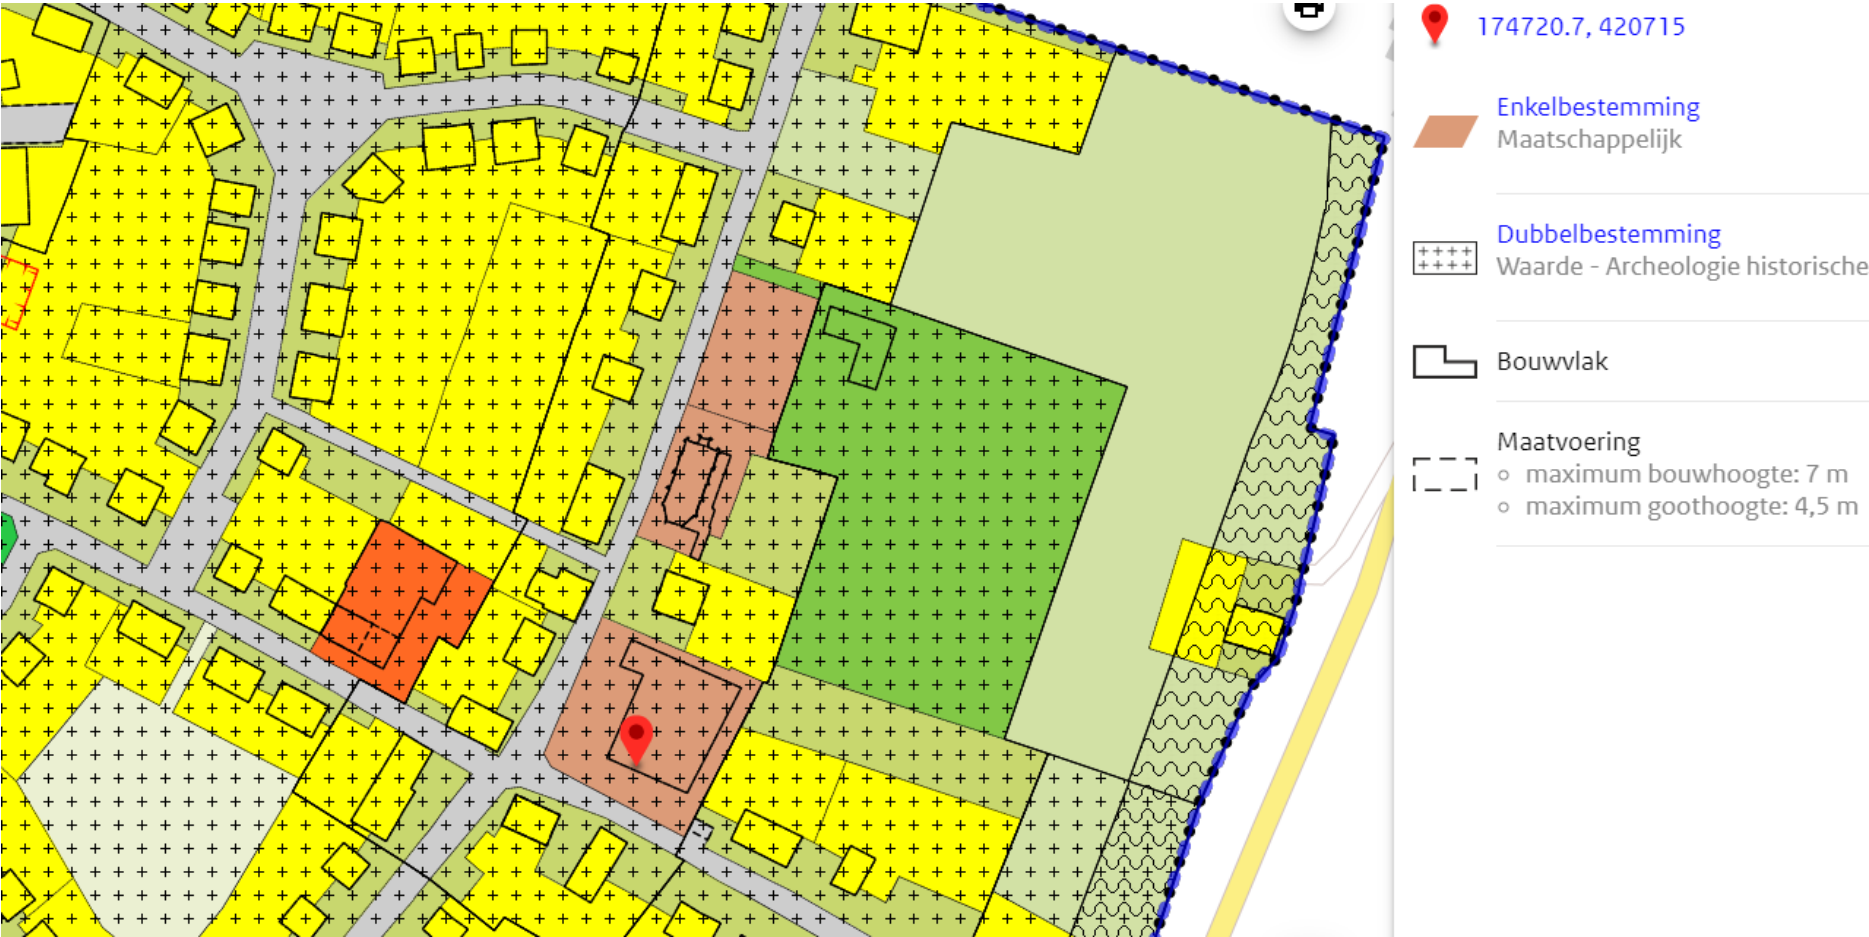 174720.7, 420715
Enkelbestemming
Maatschappelijk
Dubbelbestemming
Waarde - Archeologie historische
Bouwvlak
Maatvoering
maximum bouwhoogte: 7 m
maximum goothoogte: 4,5 m